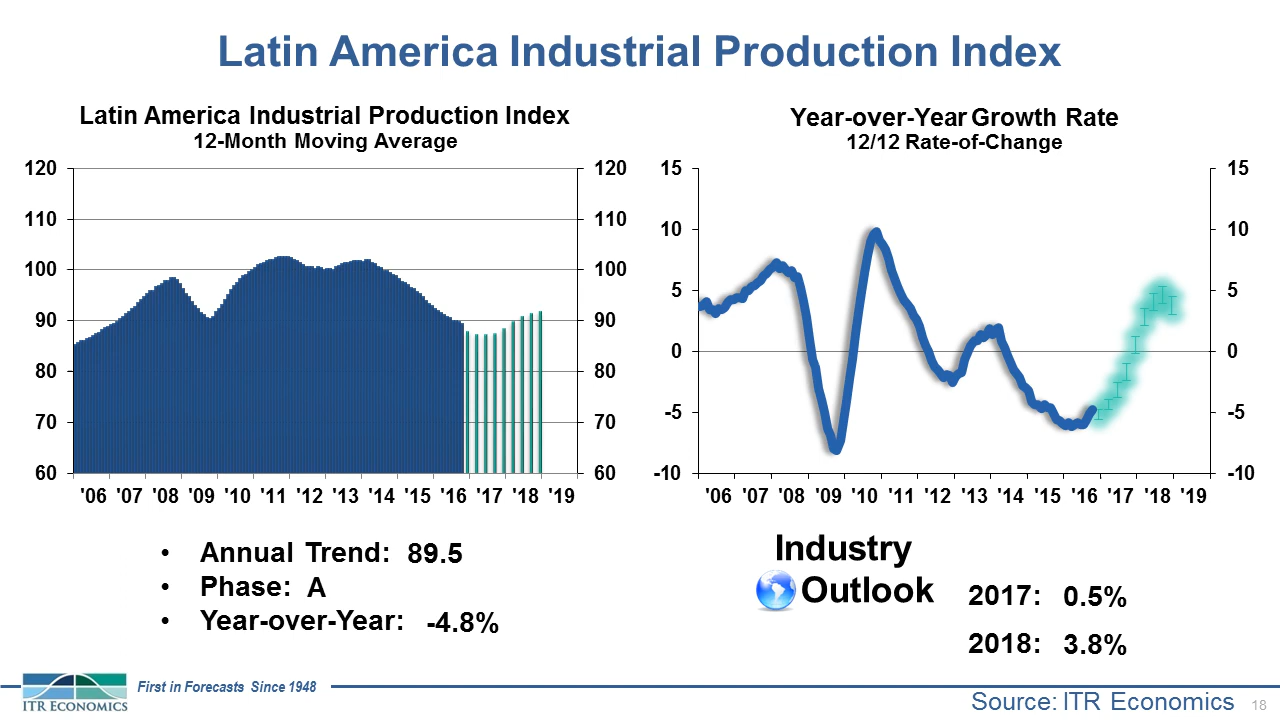 Latin America Industrial Production Index
Latin America Industrial Production Index
12-Month Moving Average
120
110
100
90
80
70
60
120
110
100
90
80
70
60
'06 '07 '08 '09 '10 '11 '12 '13 '14 '15 '16 '17 '18 '19
Year-over-Year Growth Rate
12/12 Rate-of-Change
15
10
5
0
-5
-10
15
10
5
0
-5
-10
'06 '07 '08 '09 '10 '11 '12 '13 '14 '15 '16 '17 '18 '19
• Annual Trend: 89.5
• Phase: A
• Year-over-Year: -4.8%
Industry
Outlook
2017: 0.5%
2018: 3.8%
ITR ECONOMICS
First in Forecasts Since 1948
Source: ITR Economics
18